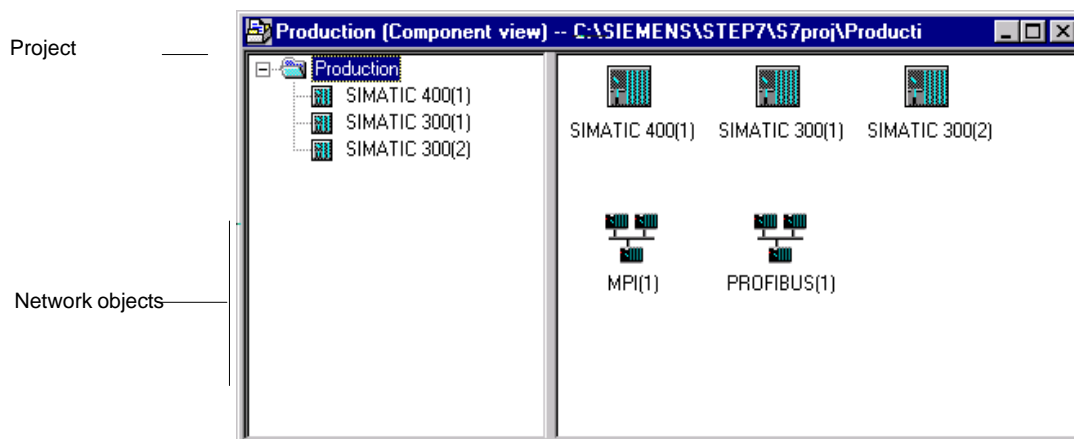 Production (Component view) -- C:\SIEMENS\STEP7\S7proj\Producti
Project
Production
SIMATIC 400(1)
SIMATIC 300(1)
SIMATIC 300(2)
SIMATIC 400(1) SIMATIC 300(1) SIMATIC 300(2)
MPI(1) PROFIBUS(1)
Network objects